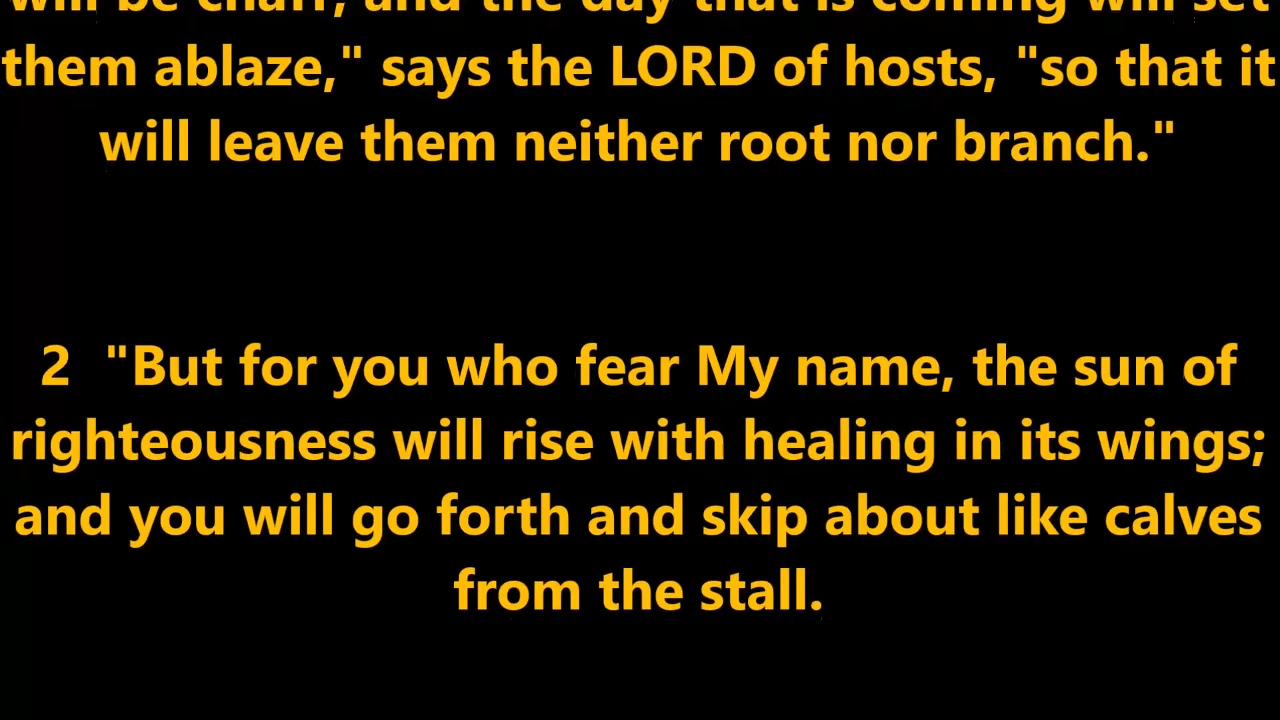 will be chaff; and the day that is coming will set
them ablaze," says the LORD of hosts, "so that it
will leave them neither root nor branch."
2 "But for you who fear My name, the sun of
righteousness will rise with healing in its wings;
and you will go forth and skip about like calves
from the stall.